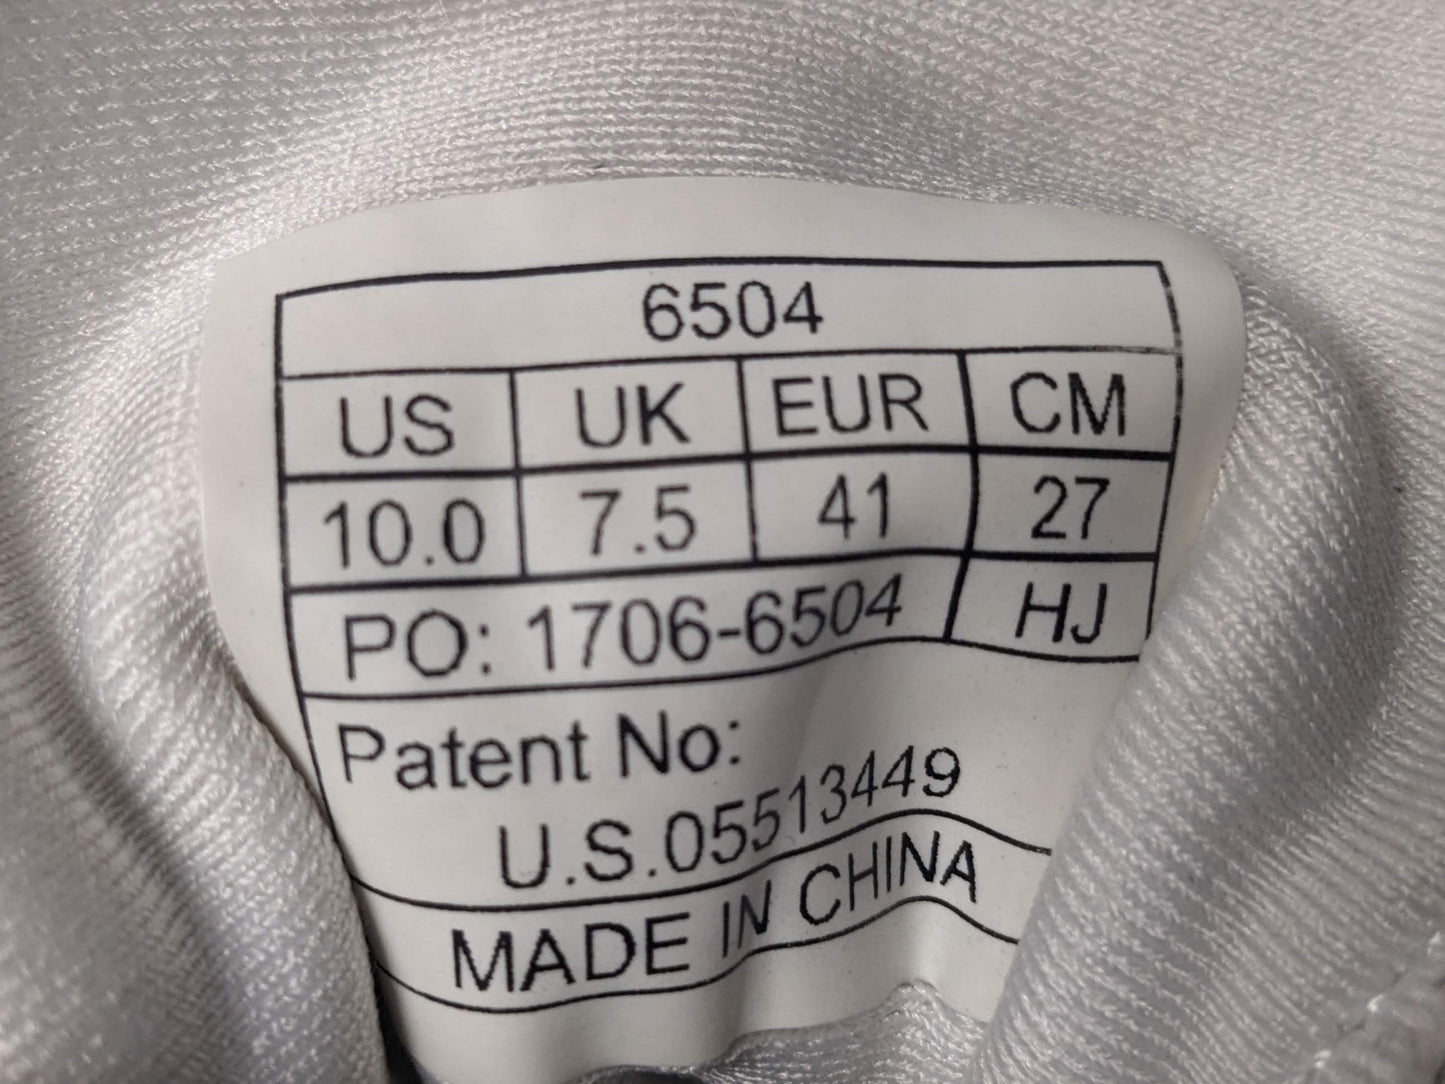 6504
US UK EUR CM
10.0 7.5 41 27
PO: 1706-6504 HJ
Patent No:
U.S.05513449
MADE IN CHINA